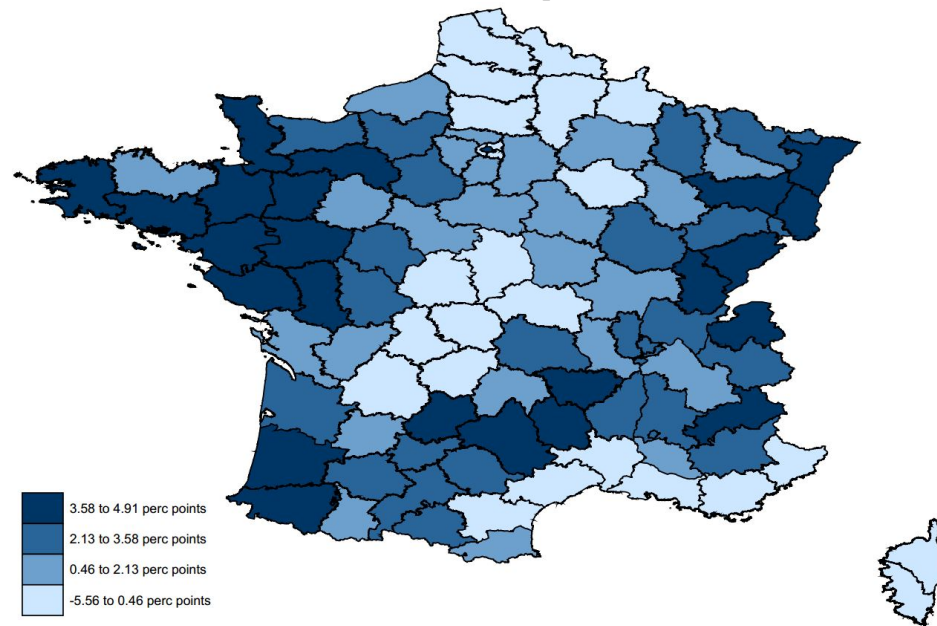 3.58 to 4.91 perc points
2.13 to 3.58 perc points
0.46 to 2.13 perc points
-5.56 to 0.46 perc points